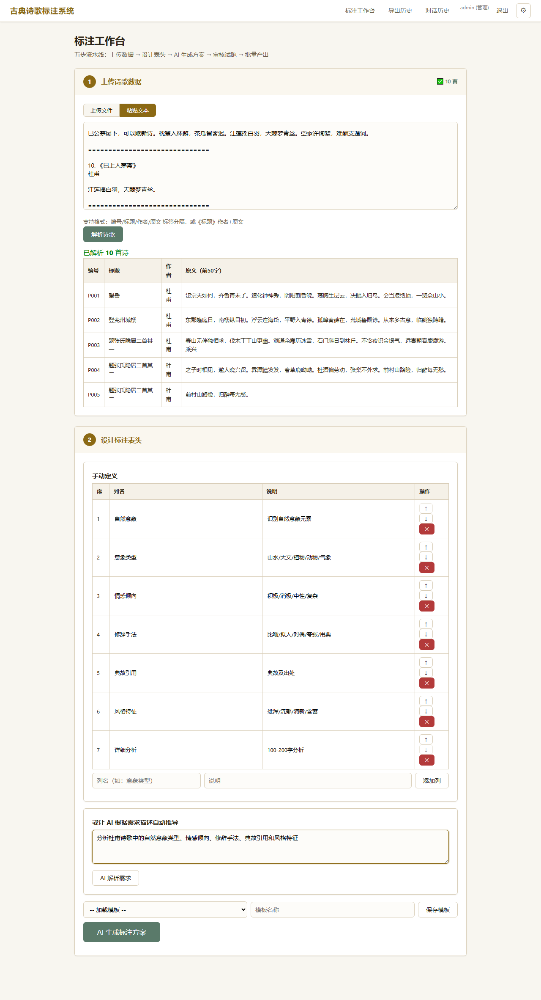 古典诗歌标注系统
标注工作台 导出历史 对话历史 admin (管理) 退出
标注工作台
五步流水线：上传数据 → 设计表头 → AI 生成方案 → 审核试跑 → 批量产出
1 上传诗歌数据 ✅ 10 首
上传文件 粘贴文本
巳公茅屋下，可以赋新诗。枕簟入林僻，茶瓜留客迟。江莲摇白羽，天棘梦青丝。空忝许询辈，难酬支遁词。
==============================
10. 《巳上人茅斋》
杜甫
江莲摇白羽，天棘梦青丝。
==============================
支持格式：编号/标题/作者/原文 标签分隔，或《标题》作者+原文
解析诗歌
已解析 10 首诗
编号 标题 作者 原文（前50字）
P001 望岳 杜甫 岱宗夫如何，齐鲁青未了。造化钟神秀，阴阳割昏晓。荡胸生层云，决眦入归鸟。会当凌绝顶，一览众山小。
P002 登兖州城楼 杜甫 东郡趋庭日，南楼纵目初。浮云连海岱，平野入青徐。孤嶂秦碑在，荒城鲁殿馀。从来多古意，临眺独踌躇。
P003 题张氏隐居二首其一 杜甫 春山无伴独相求，伐木丁丁山更幽。涧道余寒历冰雪，石门斜日到林丘。不贪夜识金银气，远害朝看麋鹿游。
乘兴
P004 题张氏隐居二首其二 杜甫 之子时相见，邀人晚兴留。霁潭鳣发发，春草鹿呦呦。杜酒偏劳劝，张梨不外求。前村山路险，归醉每无愁。
P005 题张氏隐居二首其二 杜甫 前村山路险，归醉每无愁。
2 设计标注表头
手动定义
序 列名 说明 操作
1 自然意象 识别自然意象元素 ↑ ↓ ×
2 意象类型 山水/天文/植物/动物/气象 ↑ ↓ ×
3 情感倾向 积极/消极/中性/复杂 ↑ ↓ ×
4 修辞手法 比喻/拟人/对偶/夸张/用典 ↑ ↓ ×
5 典故引用 典故及出处 ↑ ↓ ×
6 风格特征 雄浑/沉郁/清新/含蓄 ↑ ↓ ×
7 详细分析 100-200字分析 ↑ ↓ ×
列名（如：意象类型） 说明 添加列
或让 AI 根据需求描述自动推导
分析杜甫诗歌中的自然意象类型、情感倾向、修辞手法、典故引用和风格特征
AI 解析需求
-- 加载模板 -- 模板名称 保存模板
AI 生成标注方案